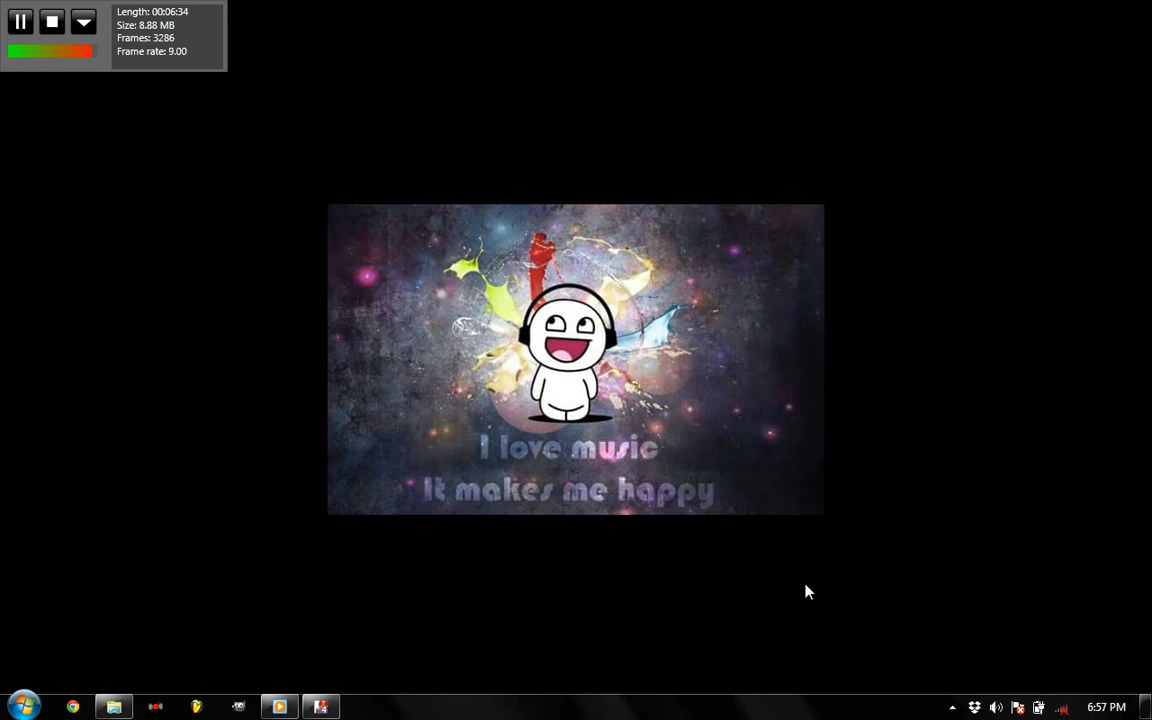 Length: 00:06:34
Size: 8.88 MB
Frames: 3286
Frame rate: 9.00
I love music
It makes me happy
6:57 PM